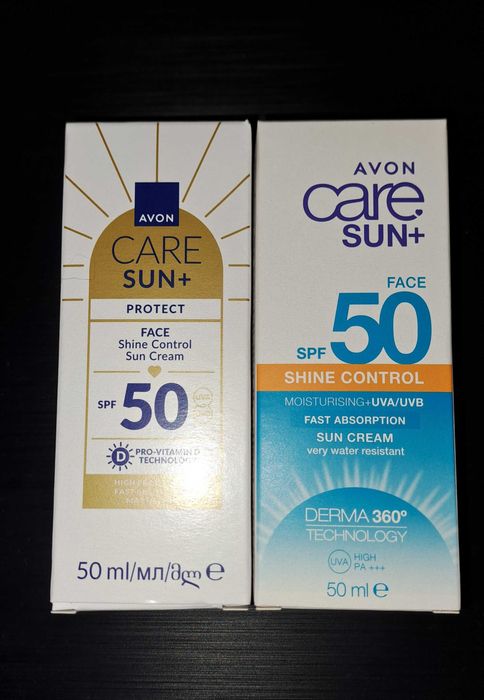 AVON
CARE
SUN+
PROTECT
FACE
Shine Control
Sun Cream
SPF 50
UVA
D PRO-VITAMIN D
TECHNOLOGY
50 ml/мл/მლ ℮
AVON
care
SUN+
FACE
SPF 50
SHINE CONTROL
MOISTURISING+UVA/UVB
FAST ABSORPTION
SUN CREAM
very water resistant
DERMA 360°
TECHNOLOGY
UVA HIGH
PA +++
50 ml ℮